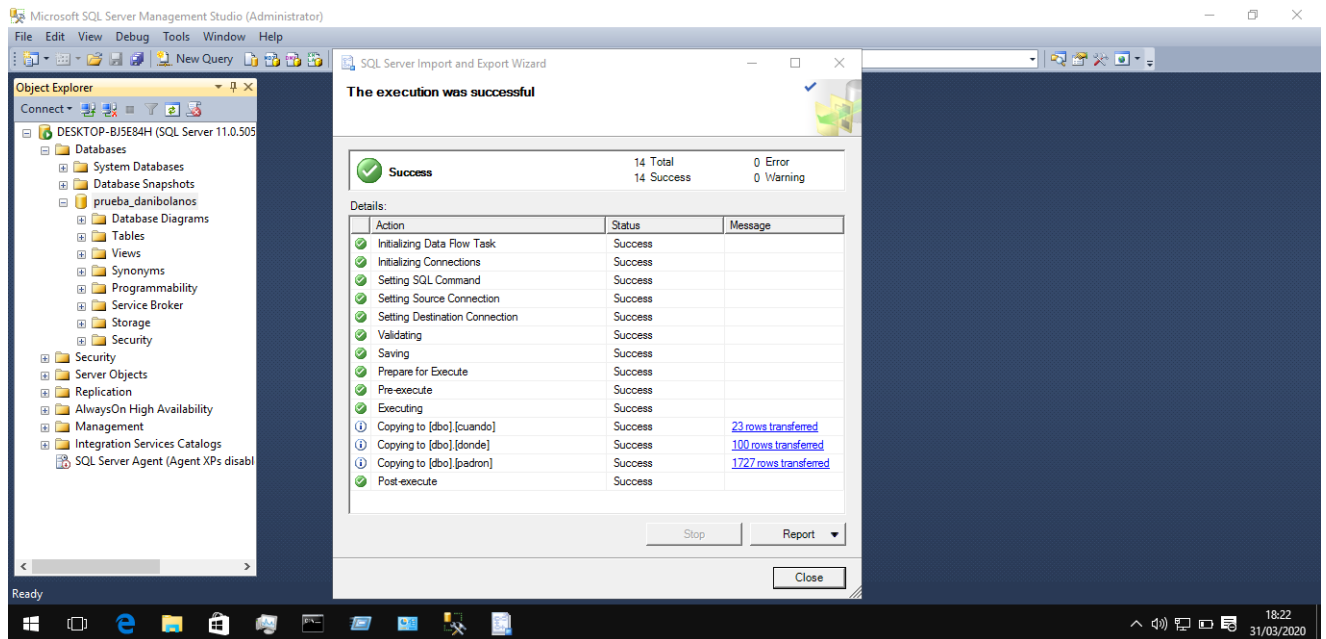 Microsoft SQL Server Management Studio (Administrator)
File Edit View Debug Tools Window Help
New Query
Object Explorer
Connect
DESKTOP-BJ5E84H (SQL Server 11.0.505
Databases
System Databases
Database Snapshots
prueba_danibolanos
Database Diagrams
Tables
Views
Synonyms
Programmability
Service Broker
Storage
Security
Security
Server Objects
Replication
AlwaysOn High Availability
Management
Integration Services Catalogs
SQL Server Agent (Agent XPs disabl
SQL Server Import and Export Wizard
The execution was successful
Success
14 Total 0 Error
14 Success 0 Warning
Details:
Action Status Message
Initializing Data Flow Task Success
Initializing Connections Success
Setting SQL Command Success
Setting Source Connection Success
Setting Destination Connection Success
Validating Success
Saving Success
Prepare for Execute Success
Pre-execute Success
Executing Success
Copying to [dbo].[cuando] Success 23 rows transferred
Copying to [dbo].[donde] Success 100 rows transferred
Copying to [dbo].[padron] Success 1727 rows transferred
Post-execute Success
Stop Report
Close
Ready
18:22
31/03/2020